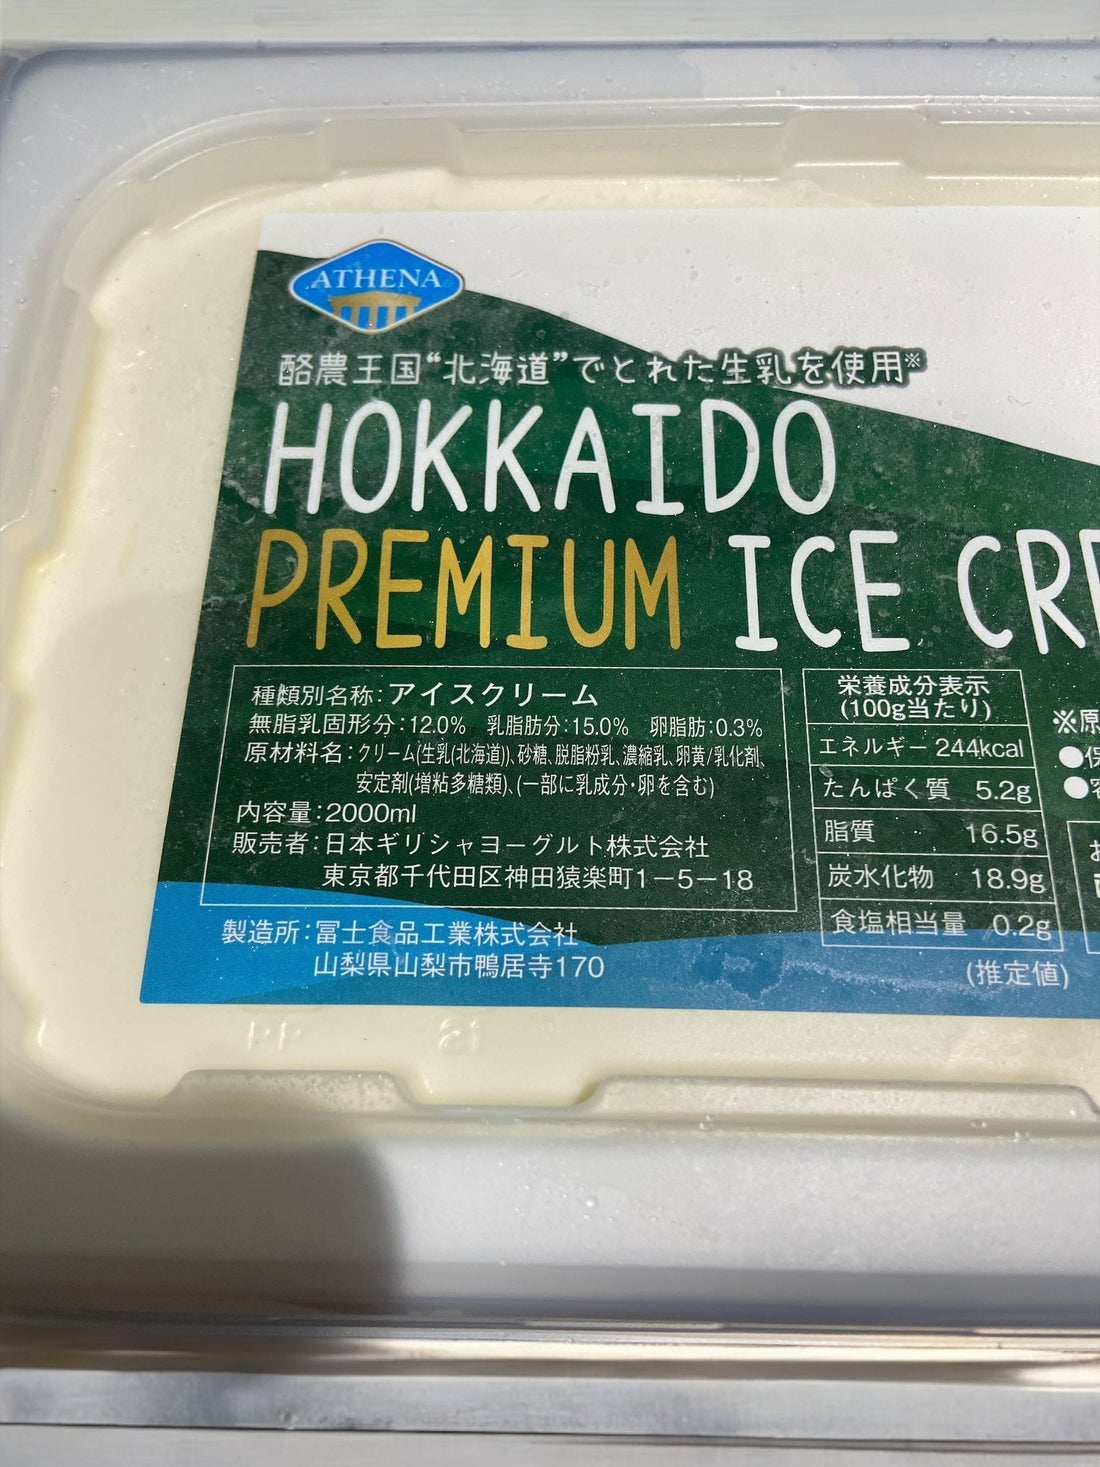 ATHENA
酪農王国“北海道”でとれた生乳を使用※
HOKKAIDO
PREMIUM ICE CRE
種類別名称：アイスクリーム
無脂乳固形分：12.0%　乳脂肪分：15.0%　卵脂肪：0.3%
原材料名：クリーム(生乳(北海道))、砂糖、脱脂粉乳、濃縮乳、卵黄/乳化剤、
安定剤(増粘多糖類)、(一部に乳成分・卵を含む)
内容量：2000ml
販売者：日本ギリシャヨーグルト株式会社
東京都千代田区神田猿楽町1－5－18
製造所：冨士食品工業株式会社
山梨県山梨市鴨居寺170
栄養成分表示
(100g当たり)
エネルギー 244kcal
たんぱく質 5.2g
脂質 16.5g
炭水化物 18.9g
食塩相当量 0.2g
(推定値)
※原